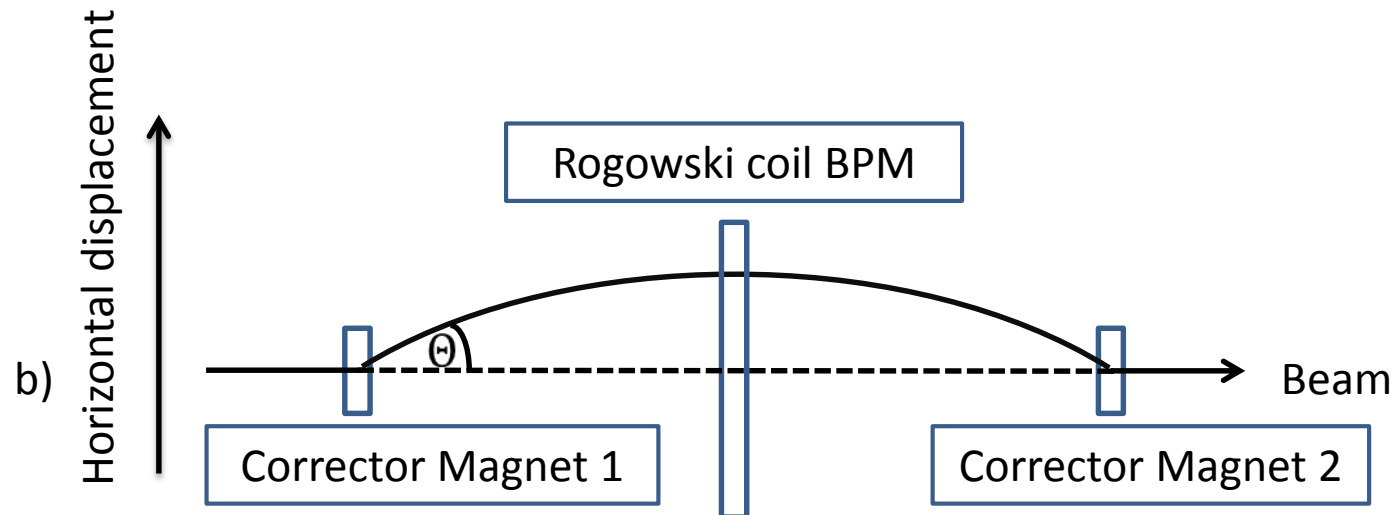 Horizontal displacement
Rogowski coil BPM
Θ
b)
Beam
Corrector Magnet 1
Corrector Magnet 2